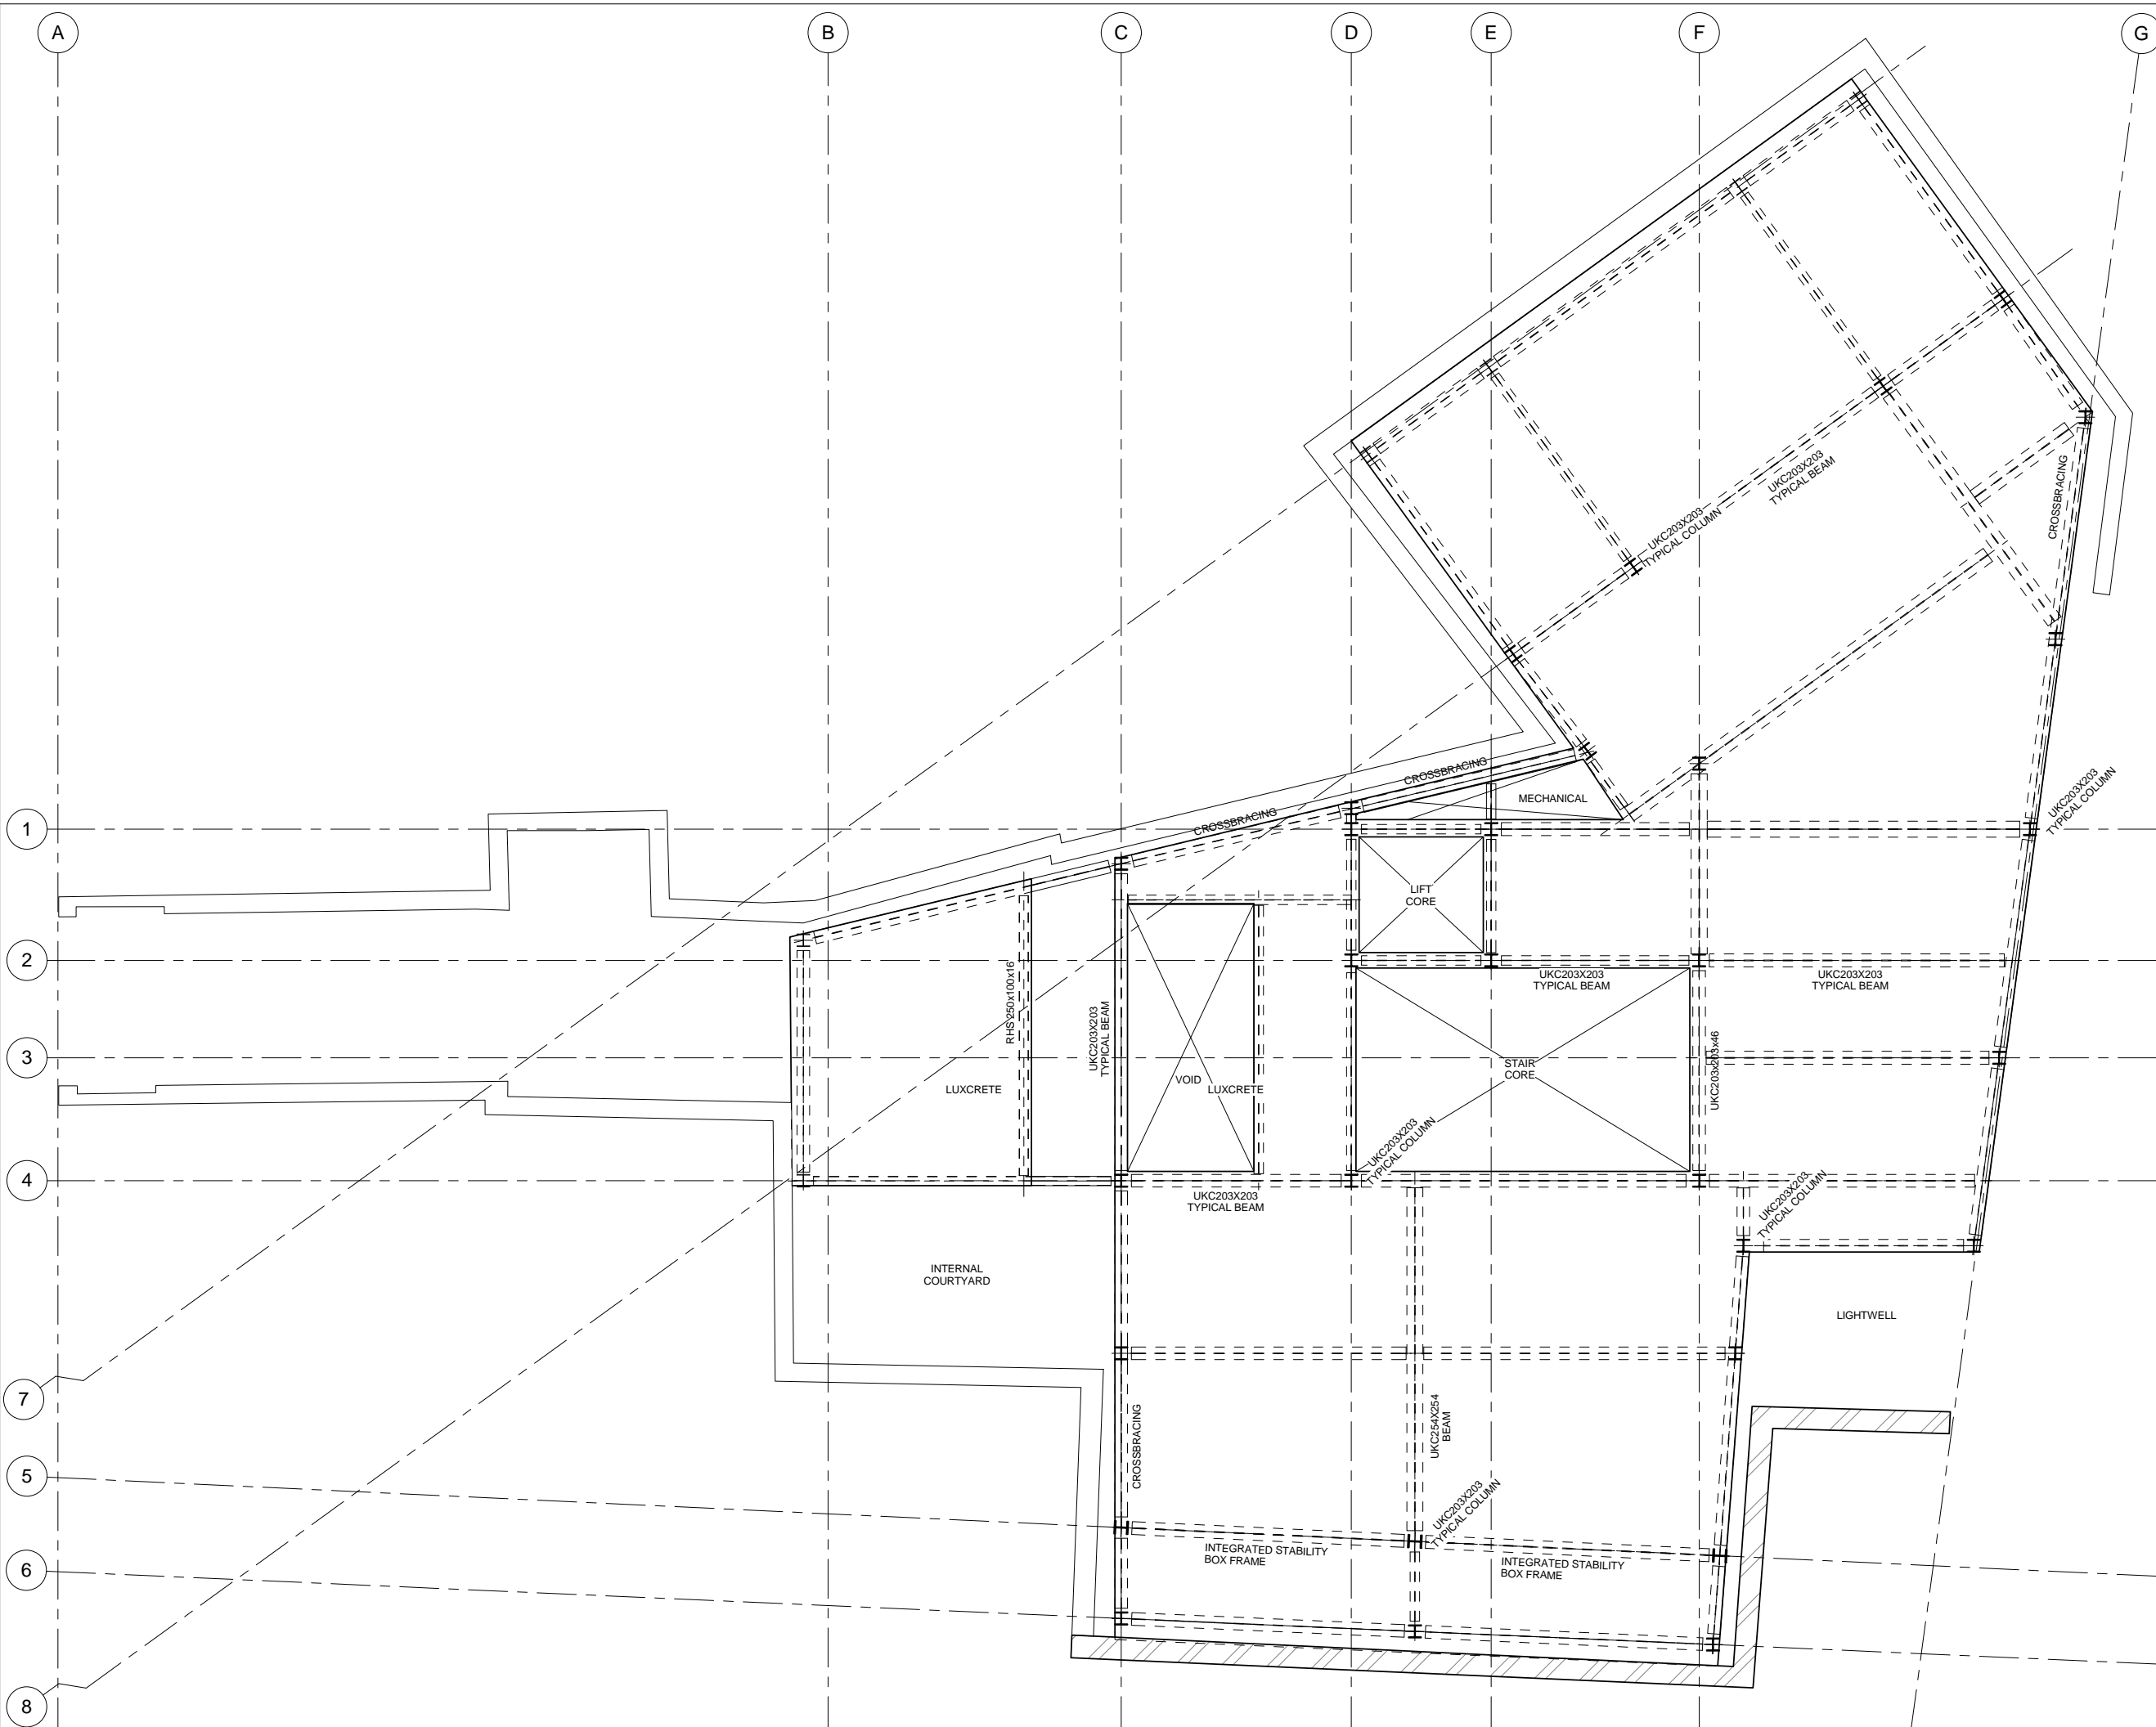 A
B
C
D
E
F
G
UKC203X203
TYPICAL BEAM
UKC203X203
TYPICAL COLUMN
CROSSBRACING
CROSSBRACING
CROSSBRACING
MECHANICAL
UKC203X203
TYPICAL COLUMN
1
LIFT
CORE
2
UKC203X203
TYPICAL BEAM
UKC203X203
TYPICAL BEAM
RHS 250x100x16
UKC203X203
TYPICAL BEAM
3
LUXCRETE
VOID
LUXCRETE
STAIR
CORE
UKC203x203x46
UKC203X203
TYPICAL COLUMN
4
UKC203X203
TYPICAL BEAM
UKC203X203
TYPICAL COLUMN
INTERNAL
COURTYARD
LIGHTWELL
7
CROSSBRACING
UKC254X254
BEAM
5
UKC203X203
TYPICAL COLUMN
INTEGRATED STABILITY
BOX FRAME
INTEGRATED STABILITY
BOX FRAME
6
8